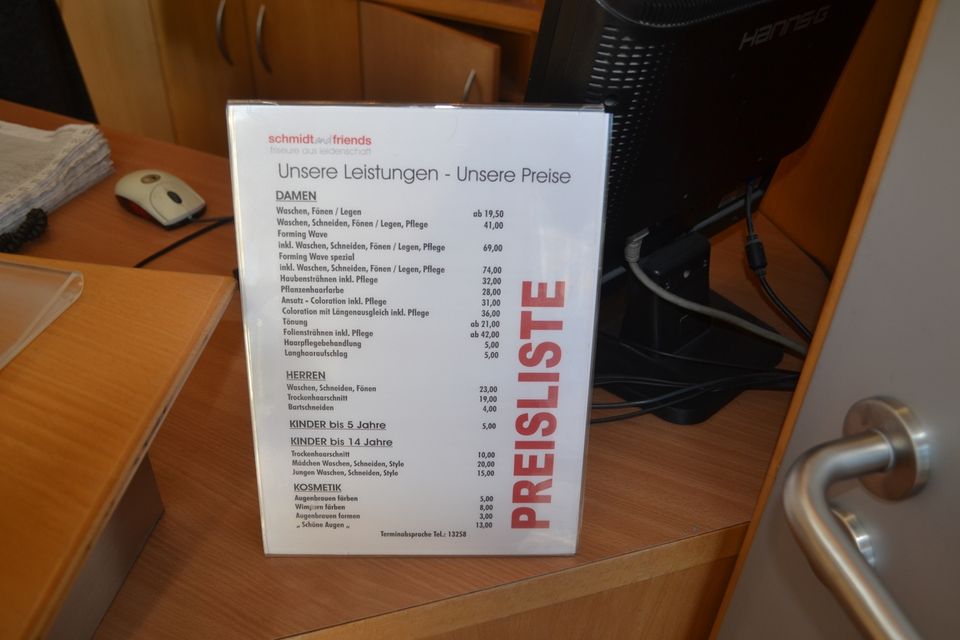 HANNS-G
schmidt and friends
friseure aus leidenschaft
Unsere Leistungen - Unsere Preise
DAMEN
Waschen, Fönen / Legen ab 19,50
Waschen, Schneiden, Fönen / Legen, Pflege 41,00
Forming Wave
inkl. Waschen, Schneiden, Fönen / Legen, Pflege 69,00
Forming Wave spezial
inkl. Waschen, Schneiden, Fönen / Legen, Pflege 74,00
Haubensträhnen inkl. Pflege 32,00
Pflanzenhaarfarbe 28,00
Ansatz - Coloration inkl. Pflege 31,00
Coloration mit Längenausgleich inkl. Pflege 36,00
Tönung ab 21,00
Foliensträhnen inkl. Pflege ab 42,00
Haarpflegebehandlung 5,00
Langhaaraufschlag 5,00
HERREN
Waschen, Schneiden, Fönen 23,00
Trockenhaarschnitt 19,00
Bartschneiden 4,00
KINDER bis 5 Jahre 5,00
KINDER bis 14 Jahre
Trockenhaarschnitt 10,00
Mädchen Waschen, Schneiden, Style 20,00
Jungen Waschen, Schneiden, Style 15,00
KOSMETIK
Augenbrauen färben 5,00
Wimpern färben 8,00
Augenbrauen formen 3,00
„ Schöne Augen „ 13,00
Terminabsprache Tel.: 13258
PREISLISTE